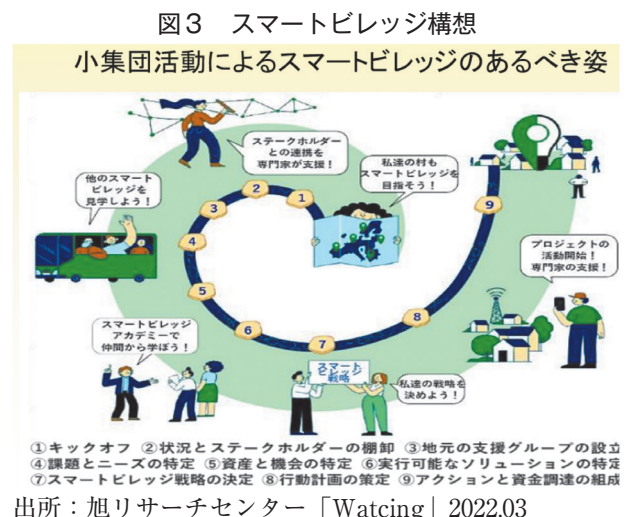 図3　スマートビレッジ構想
小集団活動によるスマートビレッジのあるべき姿
ステークホルダー
との連携を
専門家が支援！
私達の村も
スマートビレッジを
目指そう！
他のスマート
ビレッジを
見学しよう！
1
2
3
4
5
6
7
8
9
プロジェクトの
活動開始！
専門家の支援！
スマートビレッジ
アカデミーで
仲間から学ぼう！
スマート
ビレッジ
戦略
私達の戦略を
決めよう！
①キックオフ ②状況とステークホルダーの棚卸 ③地元の支援グループの設立
④課題とニーズの特定 ⑤資産と機会の特定 ⑥実行可能なソリューションの特定
⑦スマートビレッジ戦略の決定 ⑧行動計画の策定 ⑨アクションと資金調達の組成
出所：旭リサーチセンター「Watcing」2022.03